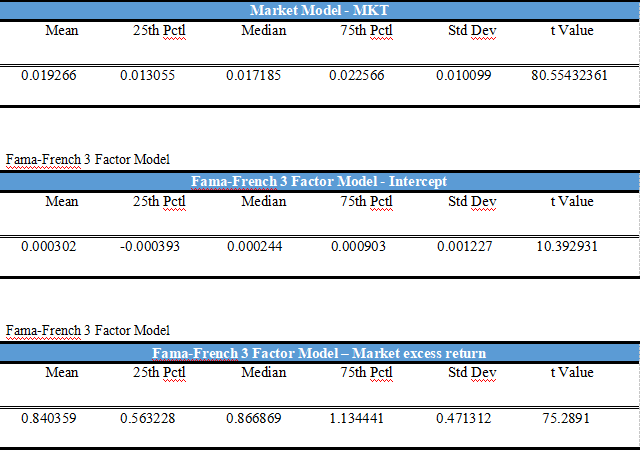 Market Model - MKT
Mean 25th Pctl Median 75th Pctl Std Dev t Value
0.019266 0.013055 0.017185 0.022566 0.010099 80.55432361
Fama-French 3 Factor Model
Fama-French 3 Factor Model - Intercept
Mean 25th Pctl Median 75th Pctl Std Dev t Value
0.000302 -0.000393 0.000244 0.000903 0.001227 10.392931
Fama-French 3 Factor Model
Fama-French 3 Factor Model – Market excess return
Mean 25th Pctl Median 75th Pctl Std Dev t Value
0.840359 0.563228 0.866869 1.134441 0.471312 75.2891